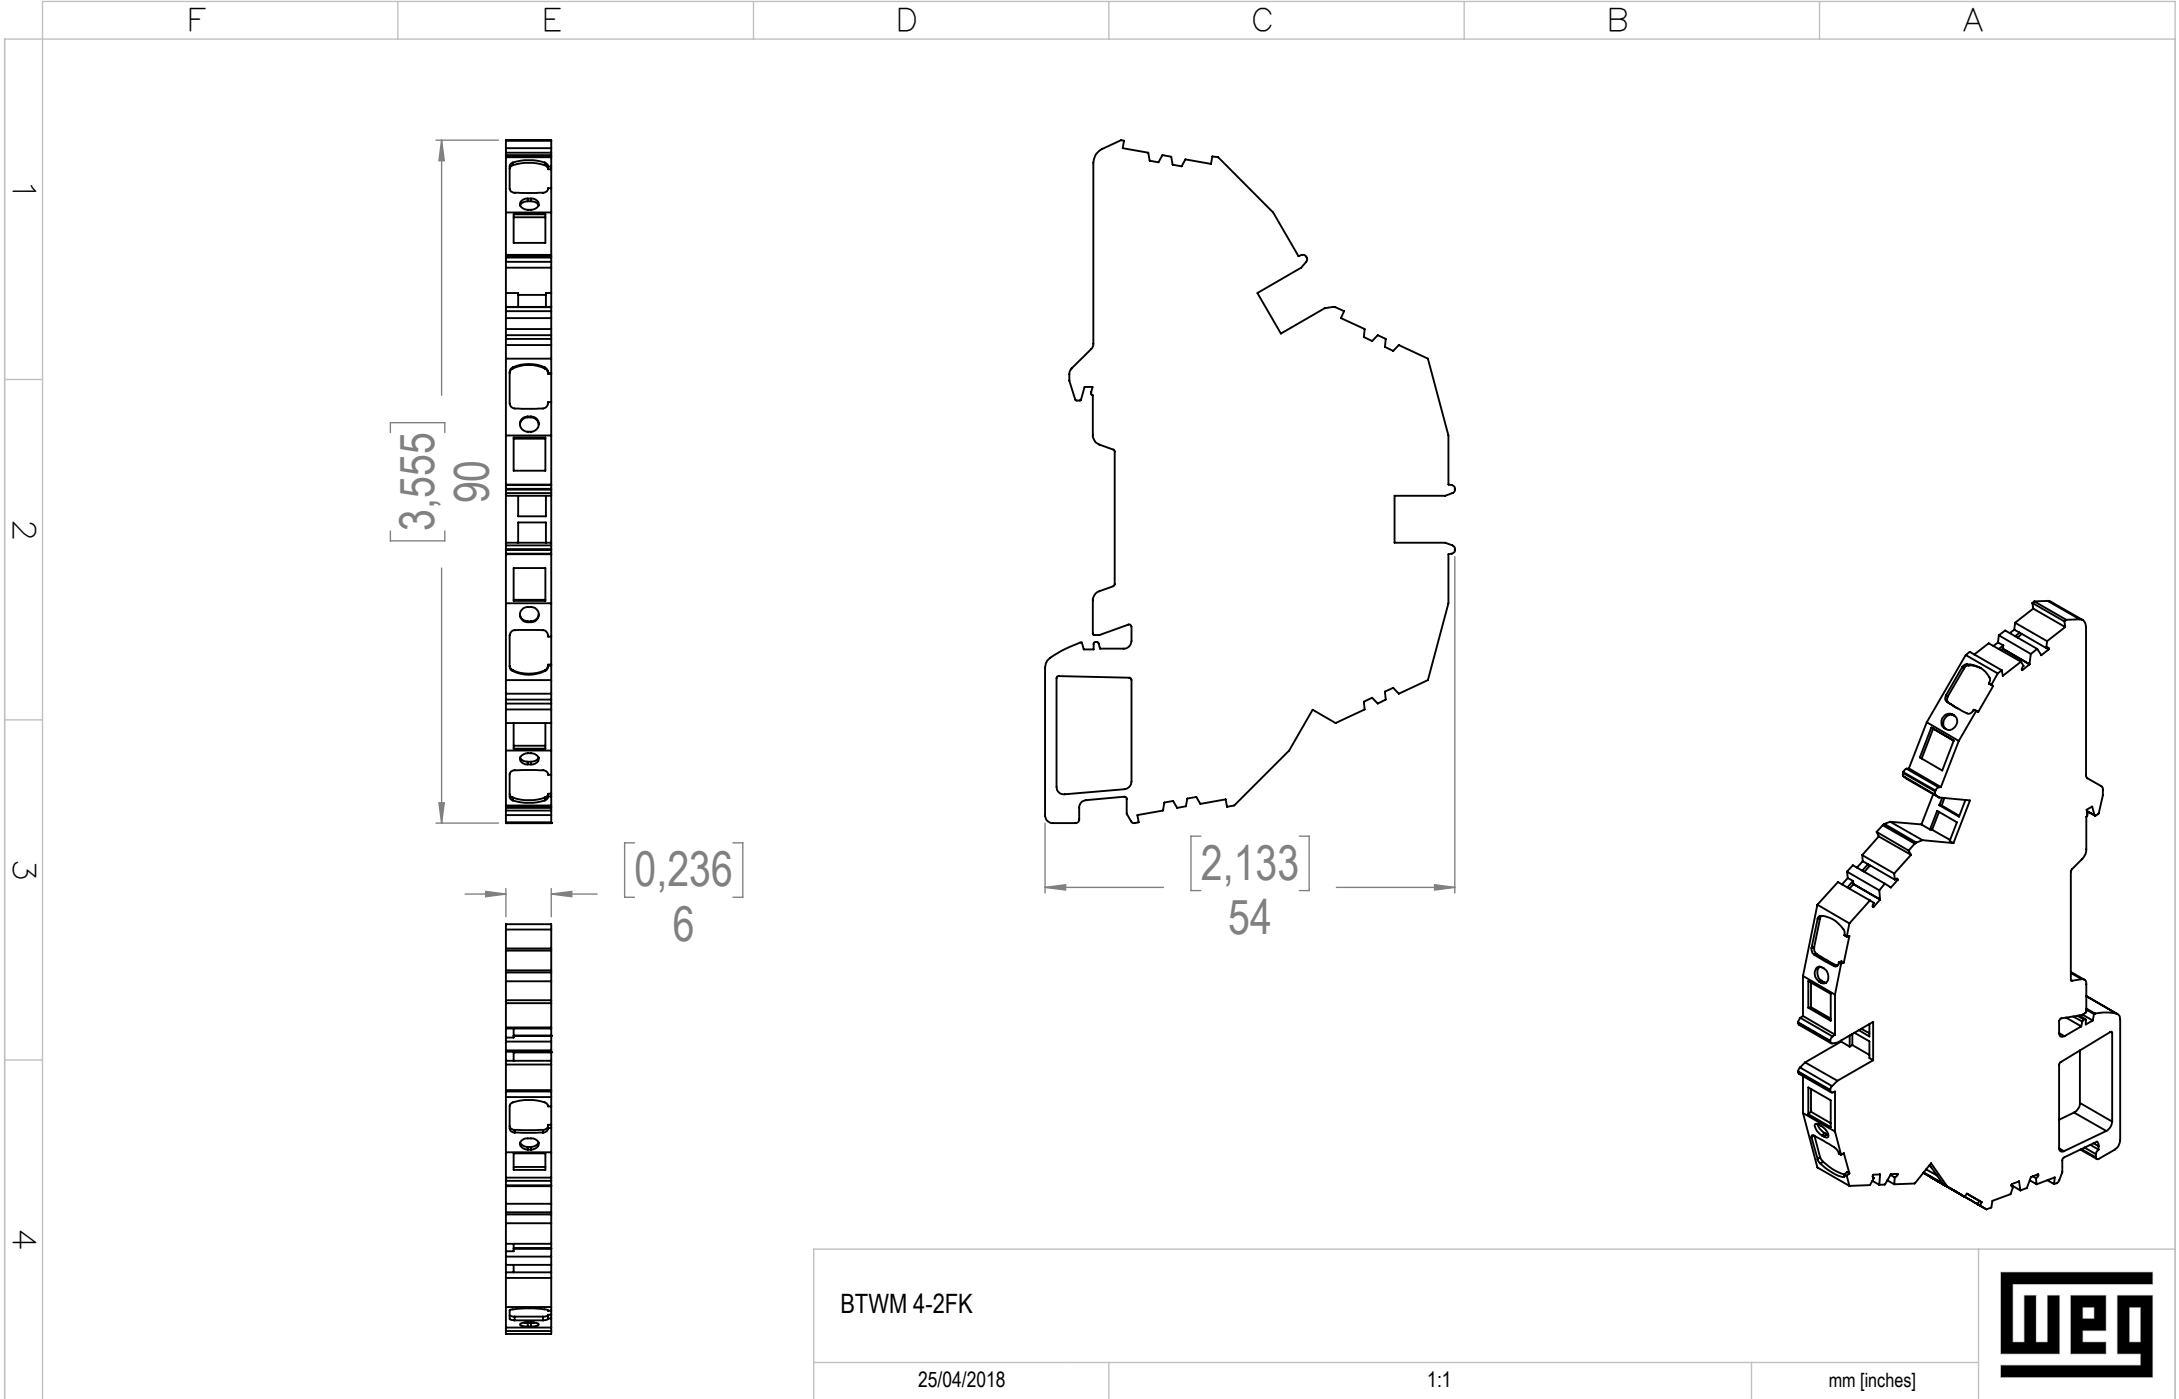 F E D C B A
1
2
3
4
[3,555]
90
[0,236]
6
[2,133]
54
BTWM 4-2FK
25/04/2018 1:1 mm [inches]
weg